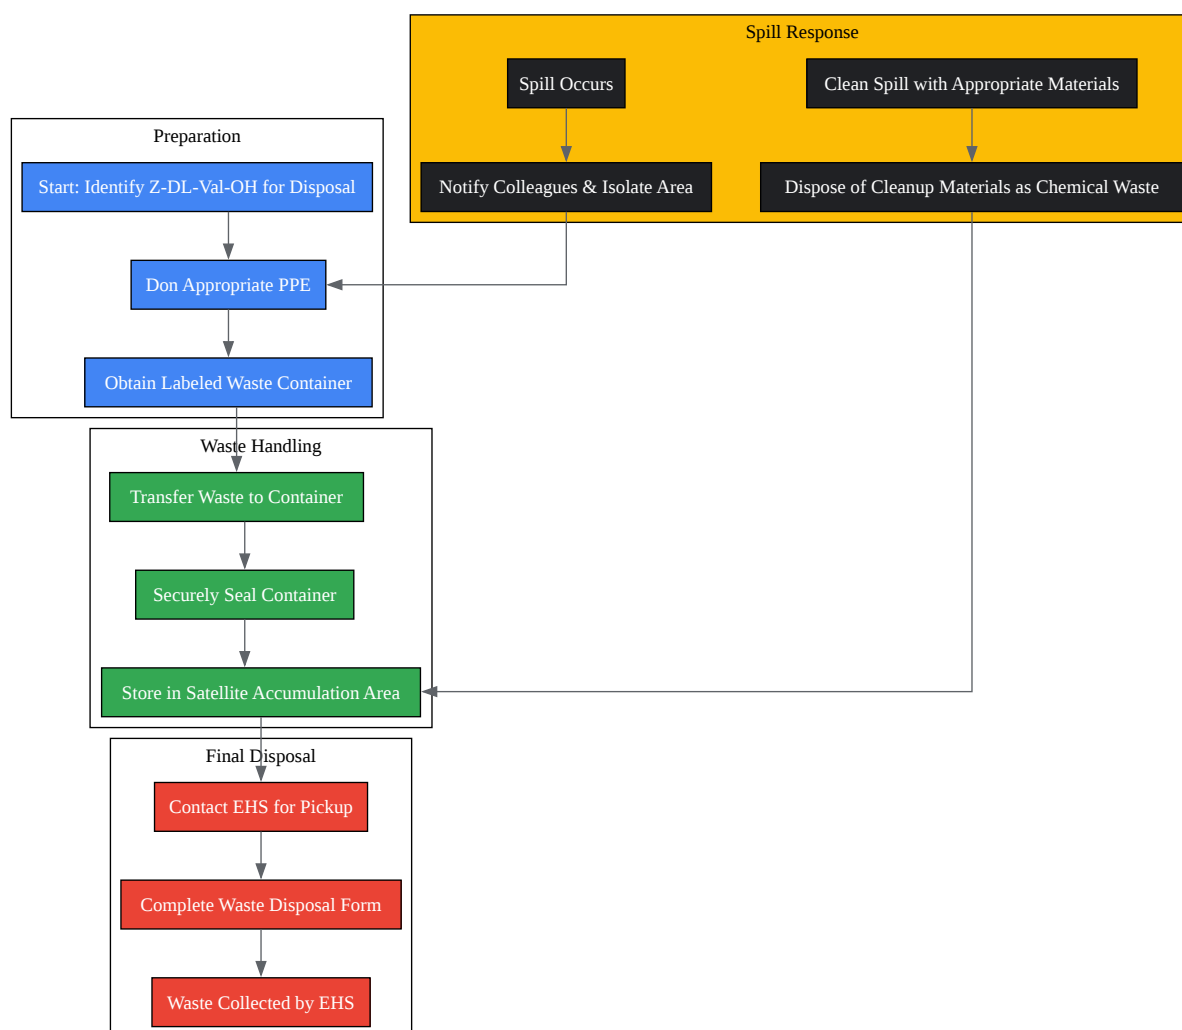 Spill Response
Spill Occurs
Clean Spill with Appropriate Materials
Notify Colleagues & Isolate Area
Dispose of Cleanup Materials as Chemical Waste
Preparation
Start: Identify Z-DL-Val-OH for Disposal
Don Appropriate PPE
Obtain Labeled Waste Container
Waste Handling
Transfer Waste to Container
Securely Seal Container
Store in Satellite Accumulation Area
Final Disposal
Contact EHS for Pickup
Complete Waste Disposal Form
Waste Collected by EHS